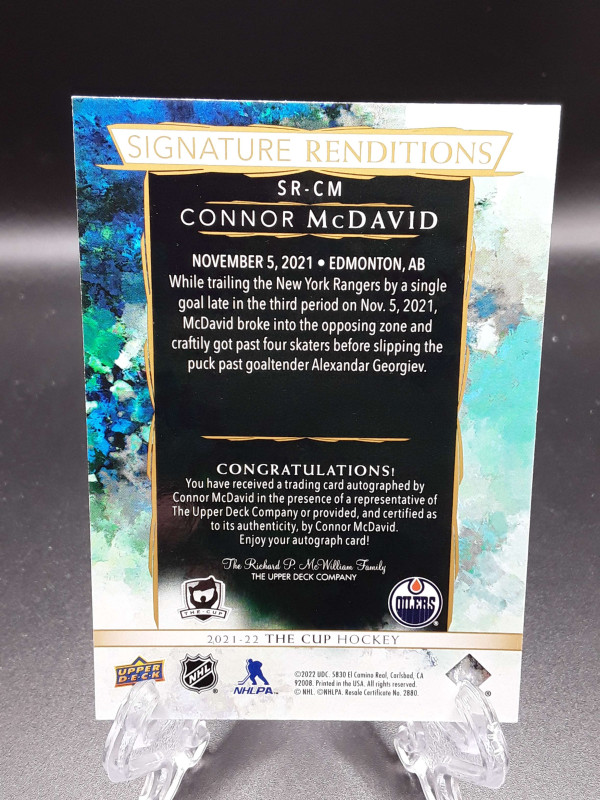 SIGNATURE RENDITIONS
SR-CM
CONNOR McDAVID
NOVEMBER 5, 2021 • EDMONTON, AB
While trailing the New York Rangers by a single
goal late in the third period on Nov. 5, 2021,
McDavid broke into the opposing zone and
craftily got past four skaters before slipping the
puck past goaltender Alexandar Georgiev.
CONGRATULATIONS!
You have received a trading card autographed by
Connor McDavid in the presence of a representative of
The Upper Deck Company or provided, and certified as
to its authenticity, by Connor McDavid.
Enjoy your autograph card!
The Richard P. McWilliam Family
THE UPPER DECK COMPANY
THE CUP
OILERS
2021-22 THE CUP HOCKEY
UPPER DECK
NHL
NHLPA
©2022 UDC. 5830 El Camino Real, Carlsbad, CA
92008. Printed in the USA. All rights reserved.
© NHL. ©NHLPA. Resale Certificate No. 2880.